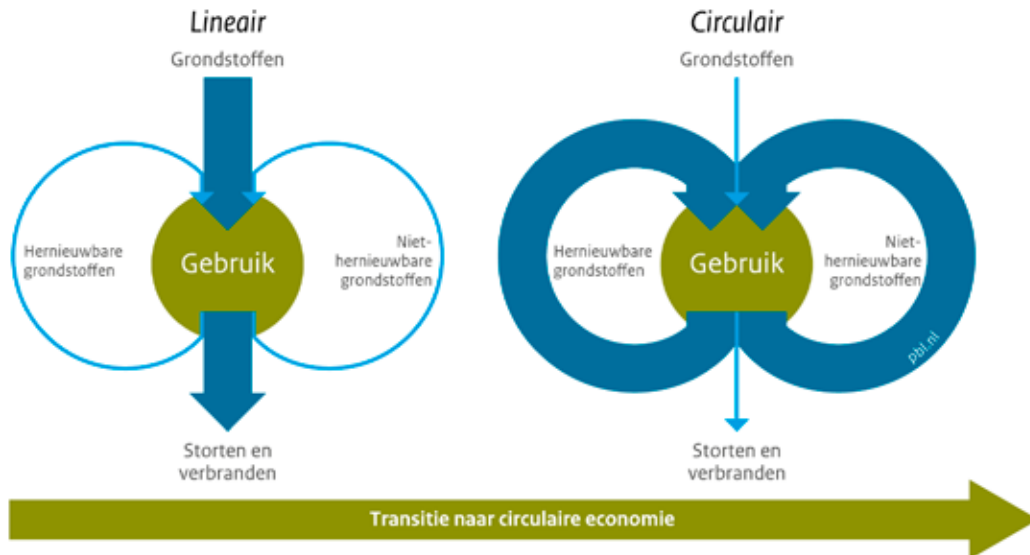 Lineair
Grondstoffen
Hernieuwbare
grondstoffen
Gebruik
Niet-
hernieuwbare
grondstoffen
Storten en
verbranden
Circulair
Grondstoffen
Hernieuwbare
grondstoffen
Gebruik
Niet-
hernieuwbare
grondstoffen
pbl.nl
Storten en
verbranden
Transitie naar circulaire economie